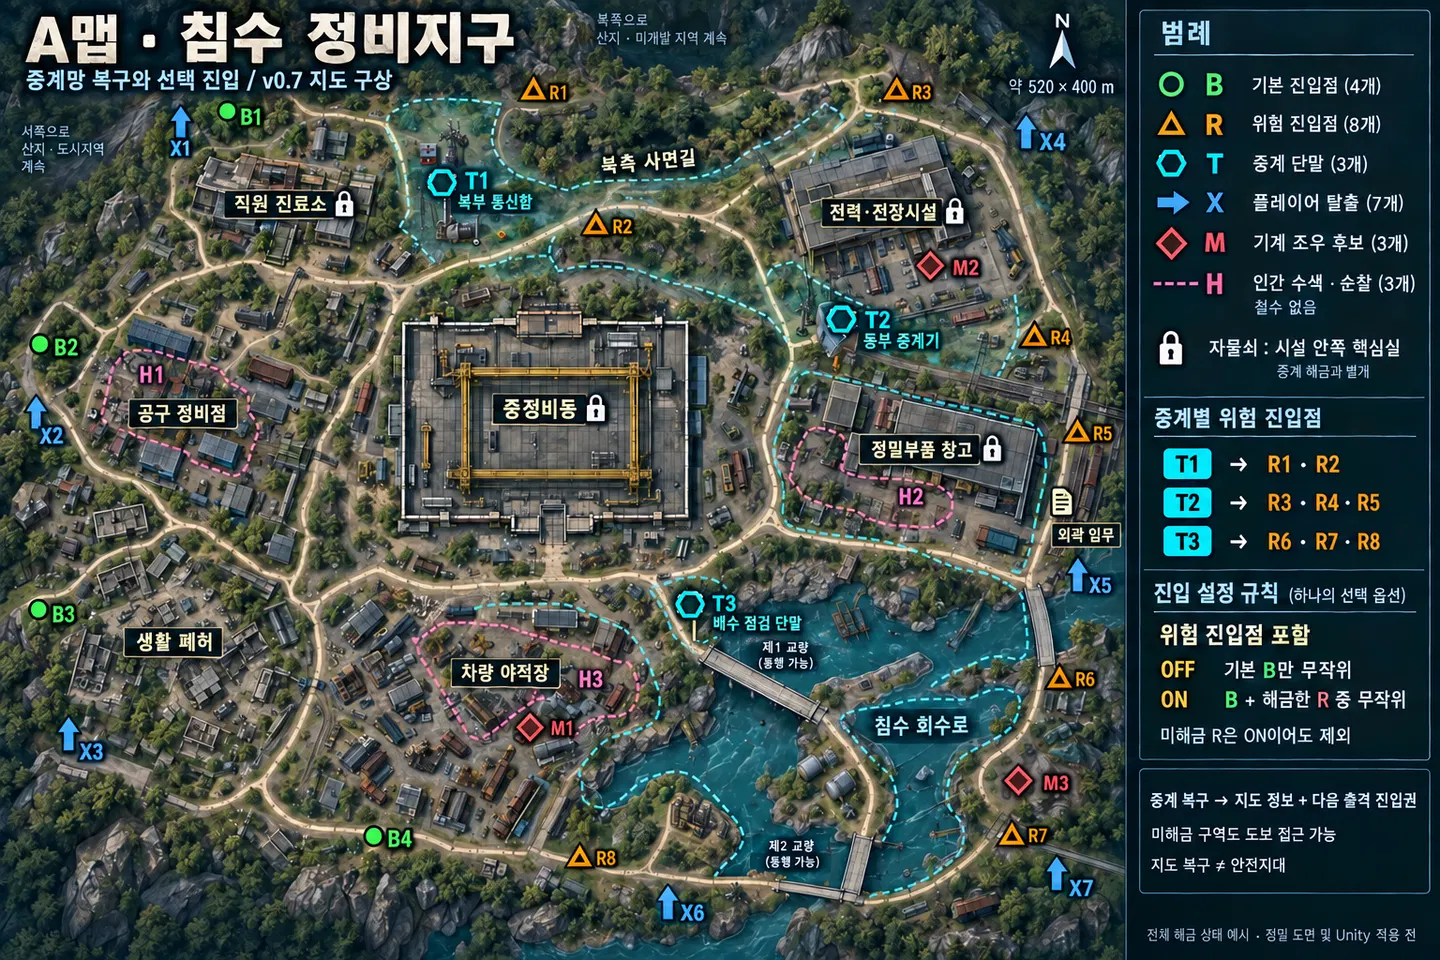 A맵 · 침수 정비지구
중계망 복구와 선택 진입 / v0.7 지도 구상
북쪽으로
산지 · 미개발 지역 계속
N
약 520 × 400 m
서쪽으로
산지 · 도시지역
계속
B1
X1
R1
R3
X4
T1
북부 통신함
북측 사면길
직원 진료소
R2
전력·전장시설
M2
T2
동부 중계기
R4
B2
H1
공구 정비점
X2
중정비동
정밀부품 창고
R5
H2
외곽 임무
X5
B3
생활 폐허
T3
배수 점검 단말
제1 교량
(통행 가능)
차량 야적장
H3
M1
R6
침수 회수로
X3
M3
B4
R8
제2 교량
(통행 가능)
R7
X6
X7
범례
B 기본 진입점 (4개)
R 위험 진입점 (8개)
T 중계 단말 (3개)
X 플레이어 탈출 (7개)
M 기계 조우 후보 (3개)
H 인간 수색 · 순찰 (3개)
철수 없음
자물쇠 : 시설 안쪽 핵심실
중계 해금과 별개
중계별 위험 진입점
T1 → R1 · R2
T2 → R3 · R4 · R5
T3 → R6 · R7 · R8
진입 설정 규칙 (하나의 선택 옵션)
위험 진입점 포함
OFF 기본 B만 무작위
ON B + 해금한 R 중 무작위
미해금 R은 ON이어도 제외
중계 복구 → 지도 정보 + 다음 출격 진입권
미해금 구역도 도보 접근 가능
지도 복구 ≠ 안전지대
전체 해금 상태 예시 · 정밀 도면 및 Unity 적용 전